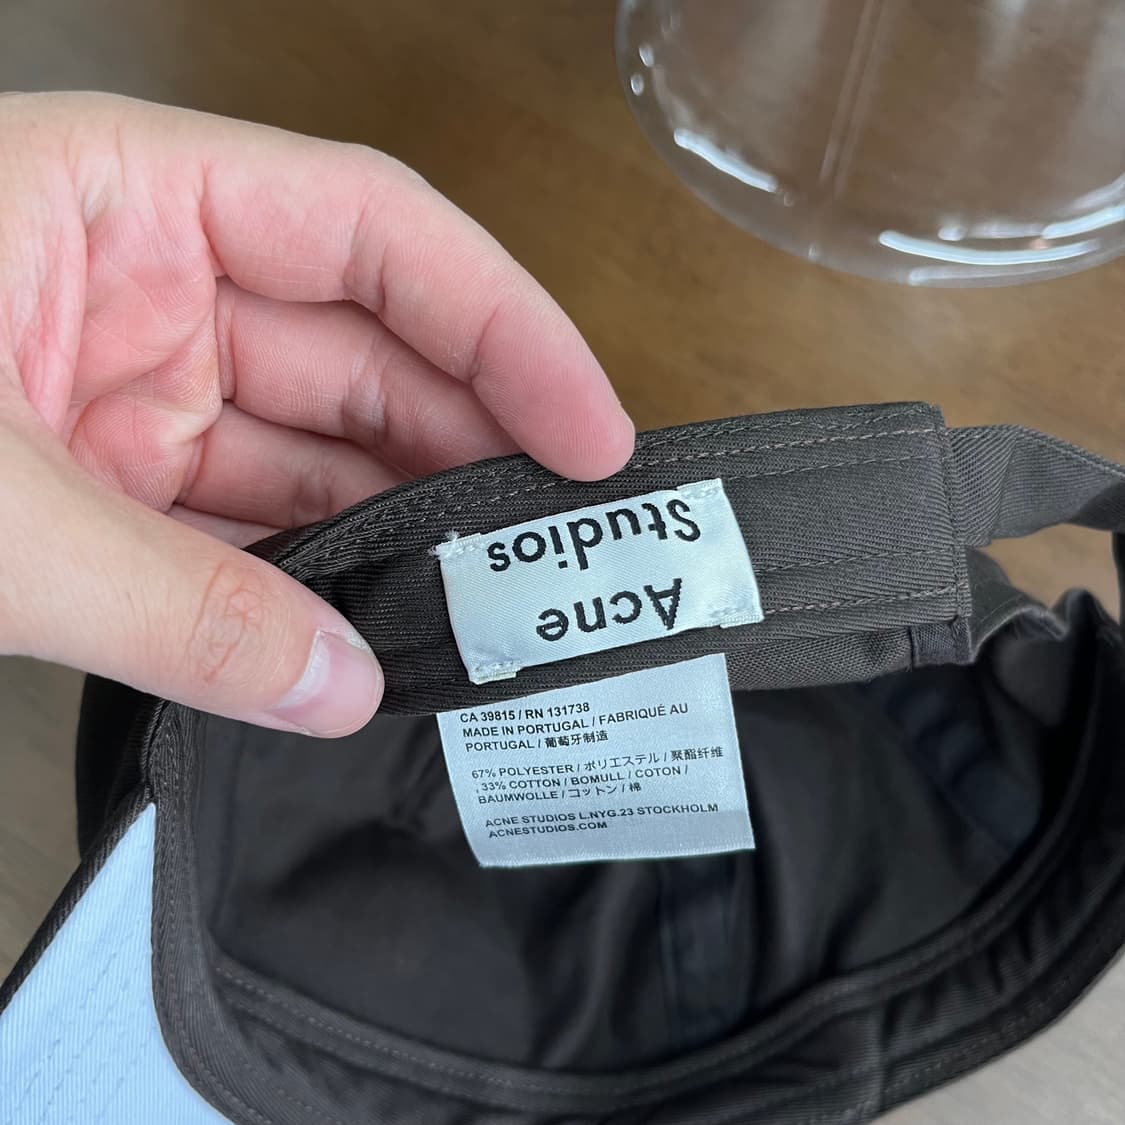 Acne
Studios
CA 39815 / RN 131738
MADE IN PORTUGAL / FABRIQUÉ AU
PORTUGAL / 葡萄牙制造
67% POLYESTER / ポリエステル / 聚酯纤维
, 33% COTTON / BOMULL / COTON /
BAUMWOLLE / コットン / 棉
ACNE STUDIOS L.NYG.23 STOCKHOLM
ACNESTUDIOS.COM